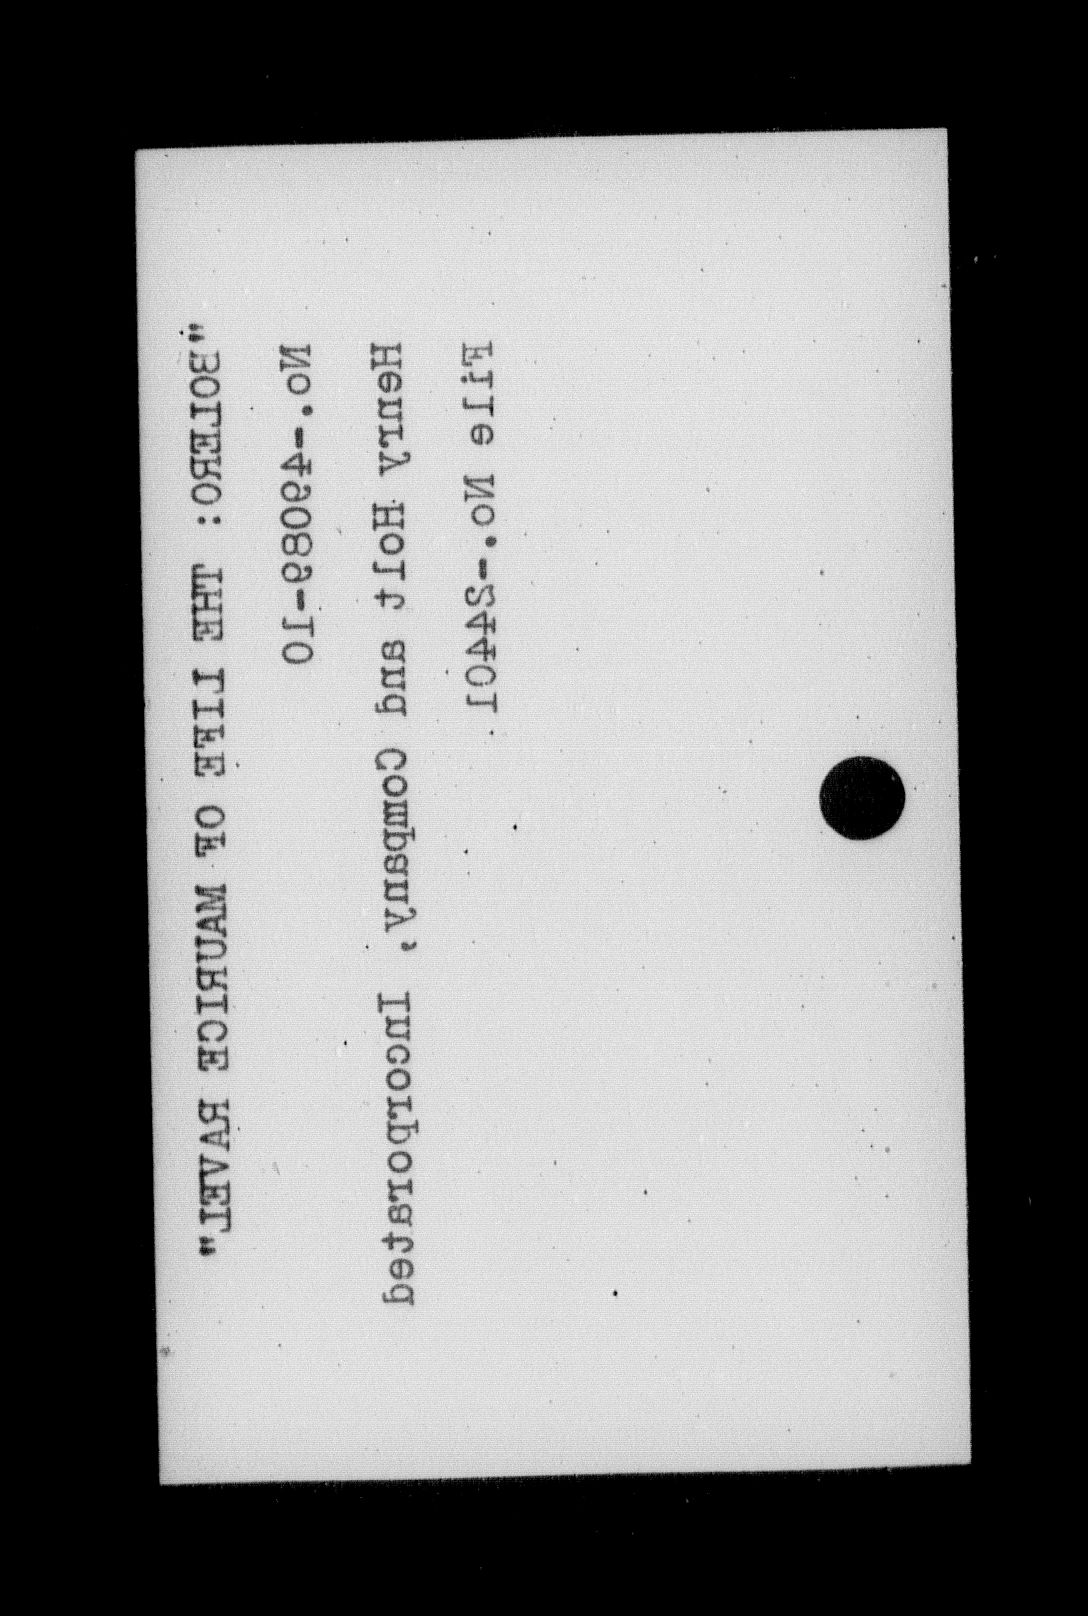 "BOLERO: THE LIFE OF MAURICE RAVEL"
No.-49089-10
Henry Holt and Company, Incorporated
File No.-24401